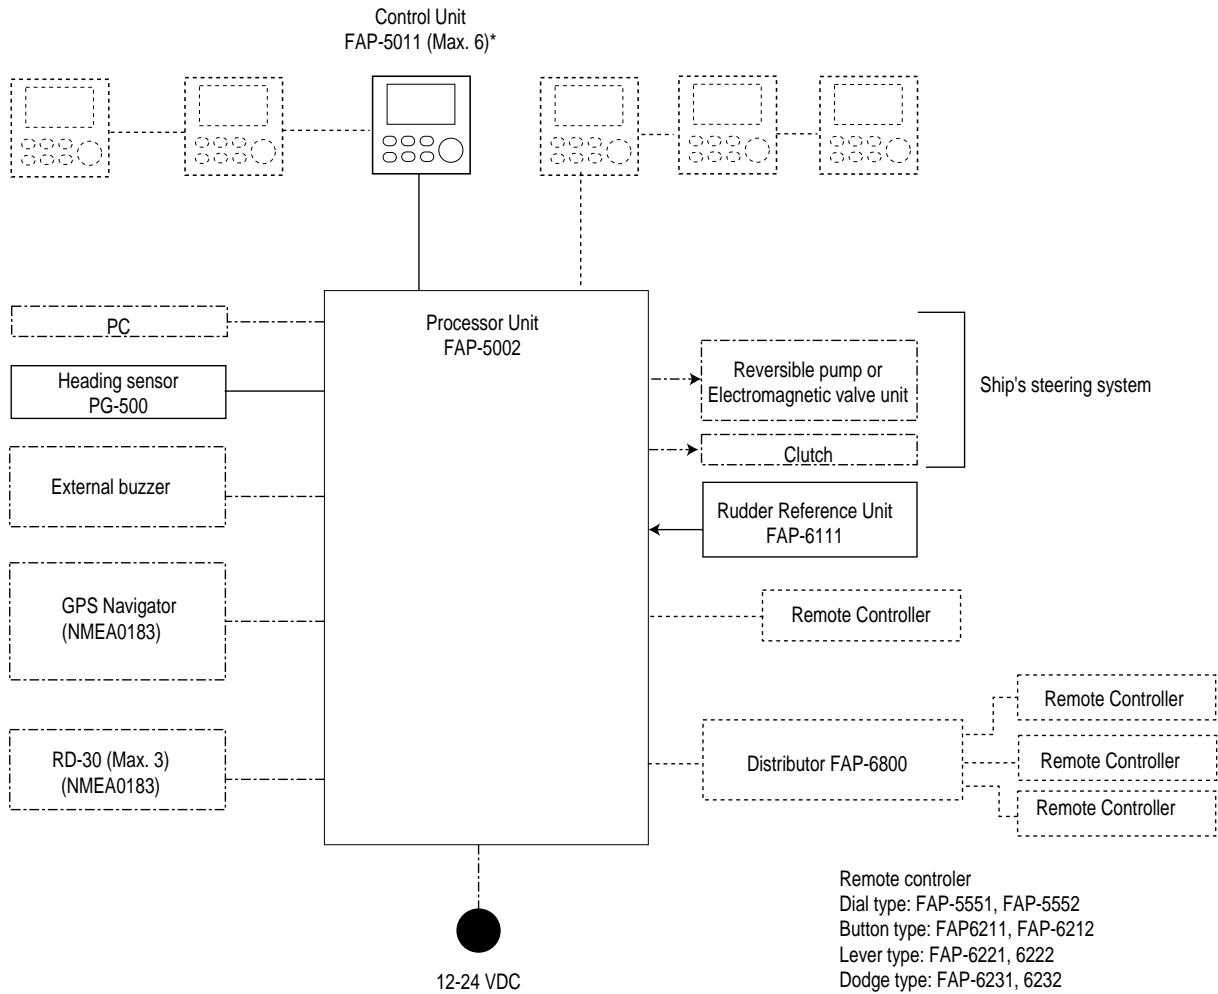 Control Unit
FAP-5011 (Max. 6)*
PC
Processor Unit
FAP-5002
Heading sensor
PG-500
Reversible pump or
Electromagnetic valve unit
Ship's steering system
Clutch
External buzzer
Rudder Reference Unit
FAP-6111
GPS Navigator
(NMEA0183)
Remote Controller
Remote Controller
RD-30 (Max. 3)
(NMEA0183)
Distributor FAP-6800
Remote Controller
Remote Controller
12-24 VDC
Remote controler
Dial type: FAP-5551, FAP-5552
Button type: FAP6211, FAP-6212
Lever type: FAP-6221, 6222
Dodge type: FAP-6231, 6232